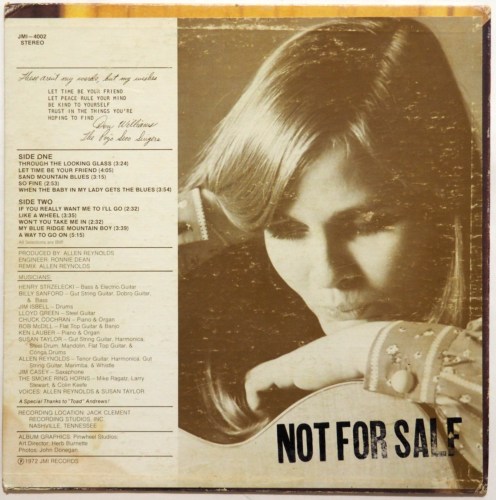 JMI-4002
STEREO
These aren't my words, but my wishes
LET TIME BE YOUR FRIEND
LET PEACE RULE YOUR MIND
BE KIND TO YOURSELF
TRUST IN THE THINGS YOU'RE
HOPING TO FIND
Don Williams
The Pozo Seco Singers
SIDE ONE
THROUGH THE LOOKING GLASS (3:24)
LET TIME BE YOUR FRIEND (4:05)
SAND MOUNTAIN BLUES (3:15)
SO FINE (2:53)
WHEN THE BABY IN MY LADY GETS THE BLUES (3:54)
SIDE TWO
IF YOU REALLY WANT ME TO I'LL GO (2:32)
LIKE A WHEEL (3:35)
WON'T YOU TAKE ME IN (2:32)
MY BLUE RIDGE MOUNTAIN BOY (3:39)
A WAY TO GO ON (5:15)
All selections are BMI
PRODUCED BY: ALLEN REYNOLDS
ENGINEER: RONNIE DEAN
REMIX: ALLEN REYNOLDS
MUSICIANS:
HENRY STRZELECKI – Bass & Electric Guitar
BILLY SANFORD – Gut String Guitar, Dobro Guitar,
& Bass
JIM ISBELL – Drums
LLOYD GREEN – Steel Guitar
CHUCK COCHRAN – Piano & Organ
BOB McDILL – Flat Top Guitar & Banjo
KEN LAUBER – Piano & Organ
SUSAN TAYLOR – Gut String Guitar, Harmonica,
Steel Drum, Mandolin, Flat Top Guitar, &
Conga Drums
ALLEN REYNOLDS – Tenor Guitar, Harmonica, Gut
String Guitar, Marimba, & Whistle
JIM CASEY – Saxophone
THE SMOKE RING HORNS – Mike Ragatz, Larry
Stewart, & Colin Keefe
VOICES: ALLEN REYNOLDS & SUSAN TAYLOR
A Special Thanks to "Toad" Andrews!
RECORDING LOCATION: JACK CLEMENT
RECORDING STUDIOS, INC.
NASHVILLE, TENNESSEE
ALBUM GRAPHICS: Pinwheel Studios
Art Director, Herb Burnette
Photos: John Donegan
℗ 1972 JMI RECORDS
NOT FOR SALE